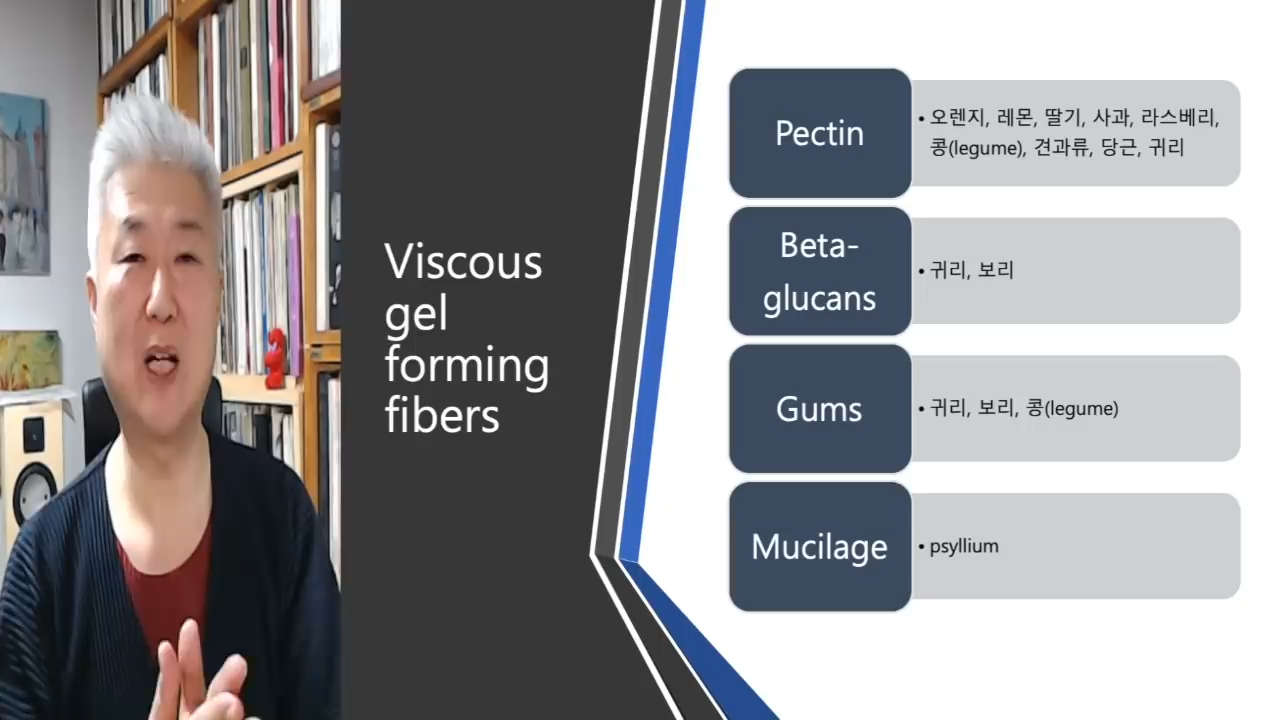 Viscous
gel
forming
fibers
Pectin
• 오렌지, 레몬, 딸기, 사과, 라스베리,
콩(legume), 견과류, 당근, 귀리
Beta-
glucans
• 귀리, 보리
Gums
• 귀리, 보리, 콩(legume)
Mucilage
• psyllium